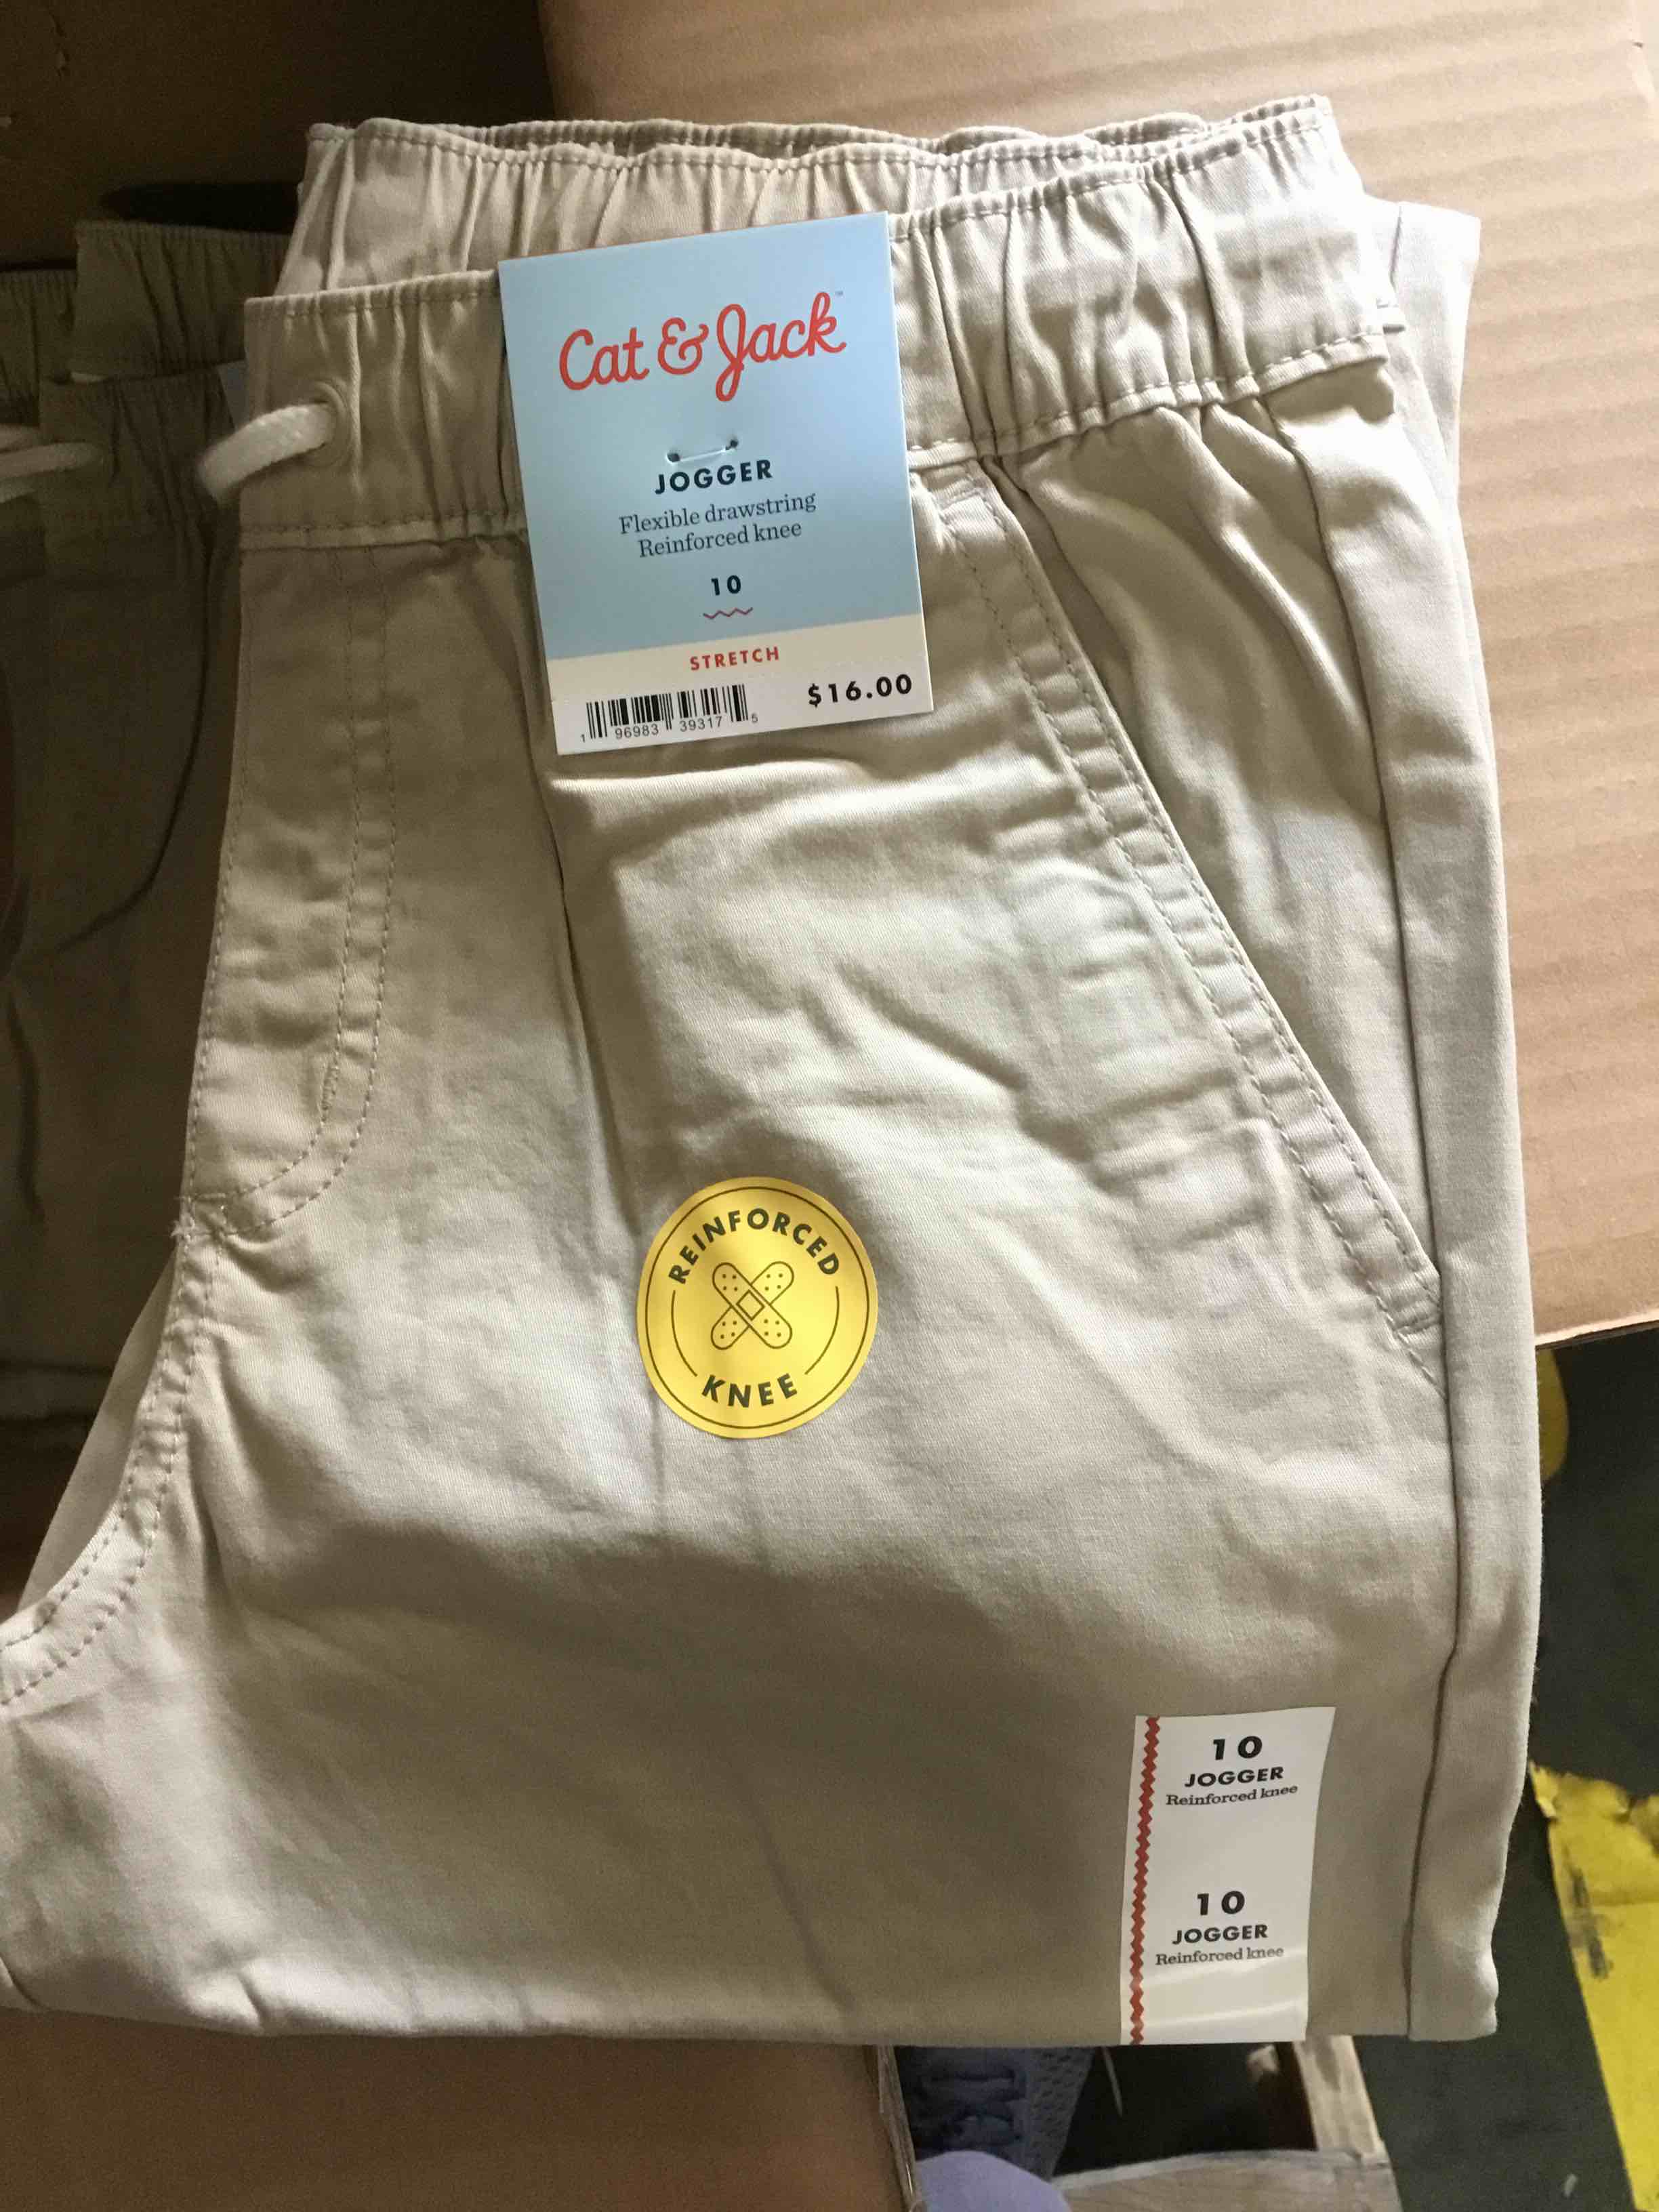 Cat & Jack™
JOGGER
Flexible drawstring
Reinforced knee
10
STRETCH
$16.00
1 96983 39317 5
REINFORCED
KNEE
10
JOGGER
Reinforced knee
10
JOGGER
Reinforced knee